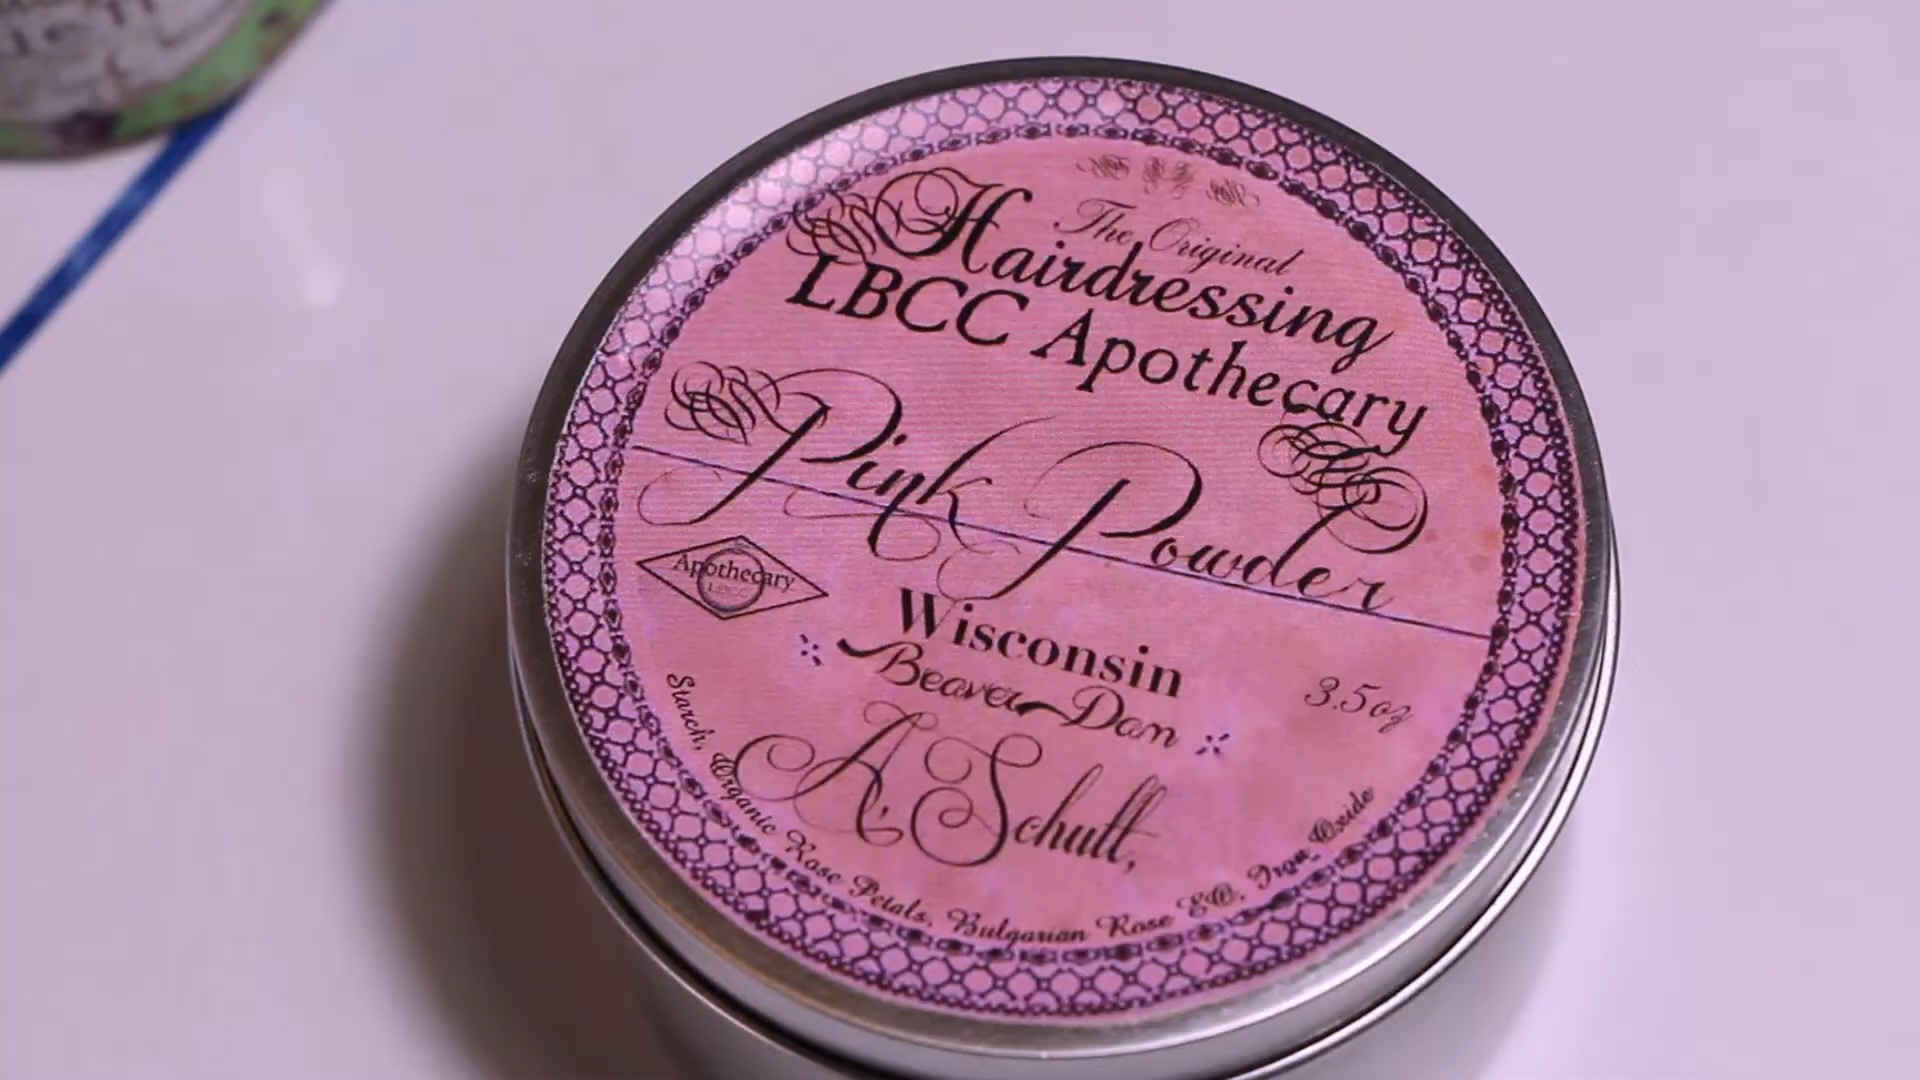 The Original
Hairdressing
LBCC Apothecary
Pink Powder
Apothecary
LBCC
Wisconsin
Beaver Dam
3.5oz
A. Schult,
Starch, Organic Rose Petals, Bulgarian Rose EO, Iron Oxide